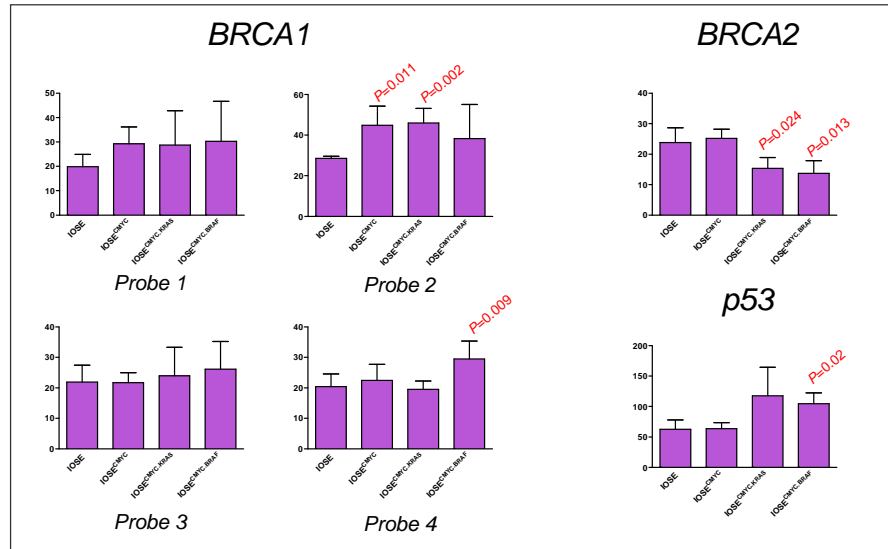 BRCA1
BRCA2
50
40
30
20
10
0
IOSE
IOSE^CMYC
IOSE^CMYC.KRAS
IOSE^CMYC.BRAF
Probe 1
P=0.011
P=0.002
60
40
20
0
IOSE
IOSE^CMYC
IOSE^CMYC.KRAS
IOSE^CMYC.BRAF
Probe 2
40
30
20
10
0
P=0.024
P=0.013
IOSE
IOSE^CMYC
IOSE^CMYC.KRAS
IOSE^CMYC.BRAF
40
30
20
10
0
IOSE
IOSE^CMYC
IOSE^CMYC.KRAS
IOSE^CMYC.BRAF
Probe 3
P=0.009
40
30
20
10
0
IOSE
IOSE^CMYC
IOSE^CMYC.KRAS
IOSE^CMYC.BRAF
Probe 4
p53
200
150
100
50
0
P=0.02
IOSE
IOSE^CMYC
IOSE^CMYC.KRAS
IOSE^CMYC.BRAF